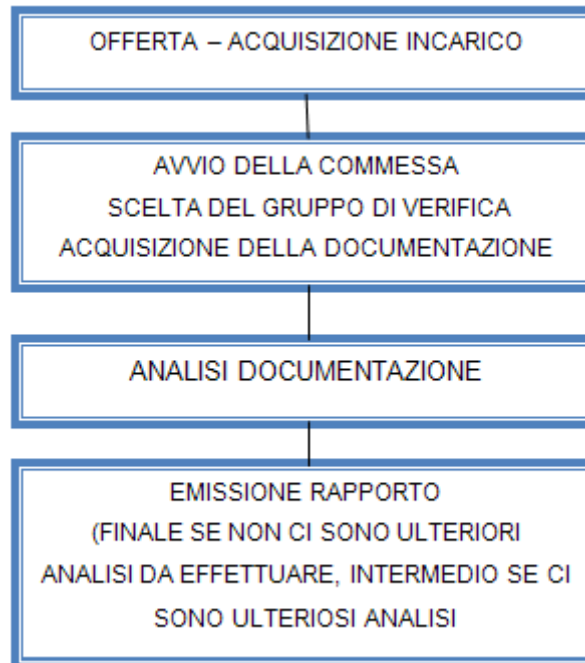 OFFERTA – ACQUISIZIONE INCARICO
AVVIO DELLA COMMESSA
SCELTA DEL GRUPPO DI VERIFICA
ACQUISIZIONE DELLA DOCUMENTAZIONE
ANALISI DOCUMENTAZIONE
EMISSIONE RAPPORTO
(FINALE SE NON CI SONO ULTERIORI
ANALISI DA EFFETTUARE, INTERMEDIO SE CI
SONO ULTERIOSI ANALISI